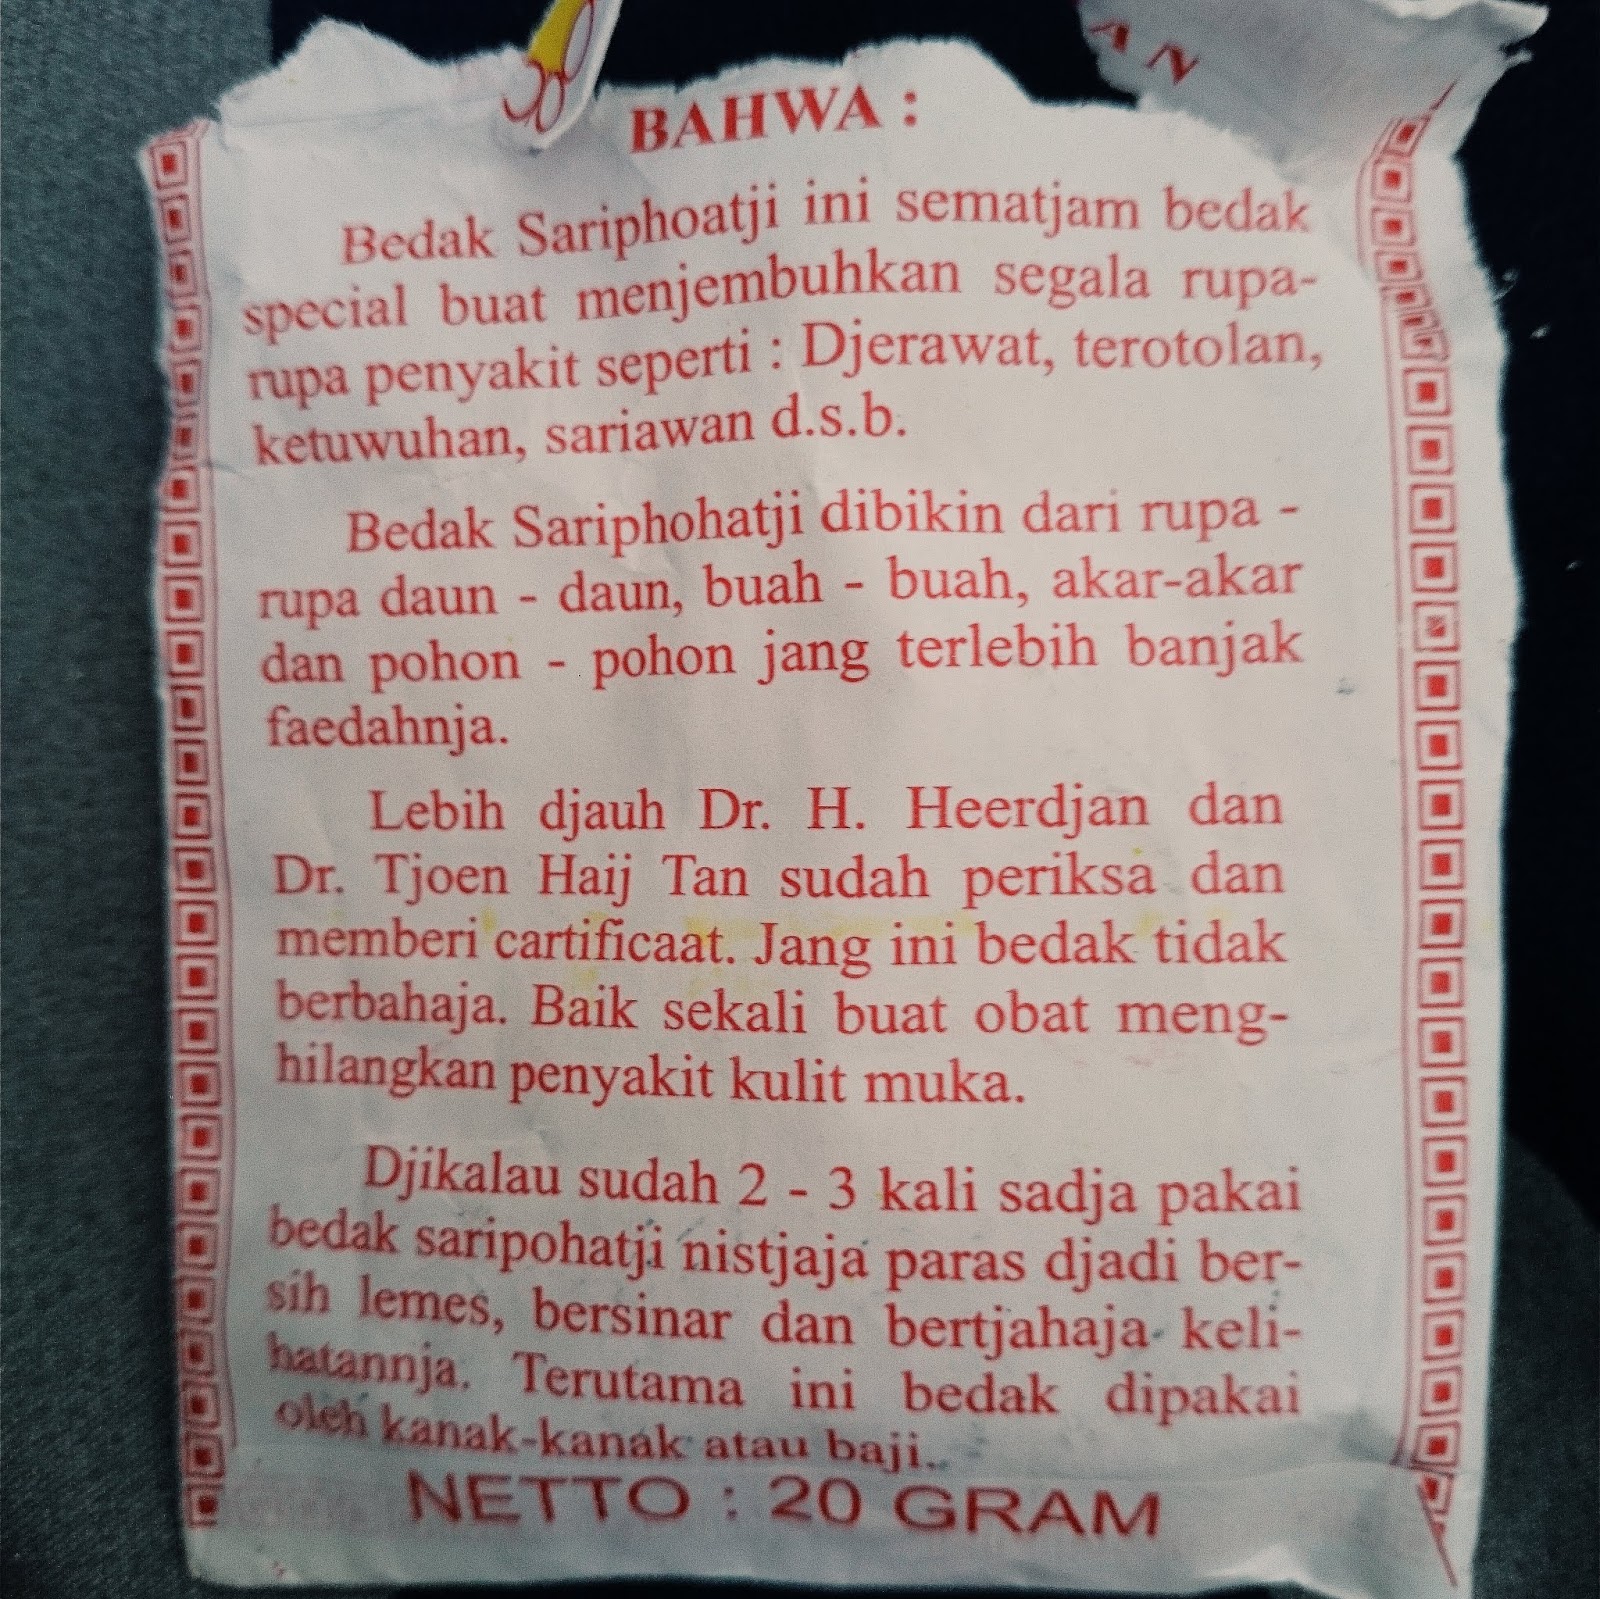 AN
BAHWA :
Bedak Sariphoatji ini sematjam bedak
special buat menjembuhkan segala rupa-
rupa penyakit seperti : Djerawat, terotolan,
ketuwuhan, sariawan d.s.b.
Bedak Sariphohatji dibikin dari rupa -
rupa daun - daun, buah - buah, akar-akar
dan pohon - pohon jang terlebih banjak
faedahnja.
Lebih djauh Dr. H. Heerdjan dan
Dr. Tjoen Haij Tan sudah periksa dan
memberi cartificaat. Jang ini bedak tidak
berbahaja. Baik sekali buat obat meng-
hilangkan penyakit kulit muka.
Djikalau sudah 2 - 3 kali sadja pakai
bedak saripohatji nistjaja paras djadi ber-
sih lemes, bersinar dan bertjahaja keli-
hatannja. Terutama ini bedak dipakai
oleh kanak-kanak atau baji..
NETTO : 20 GRAM